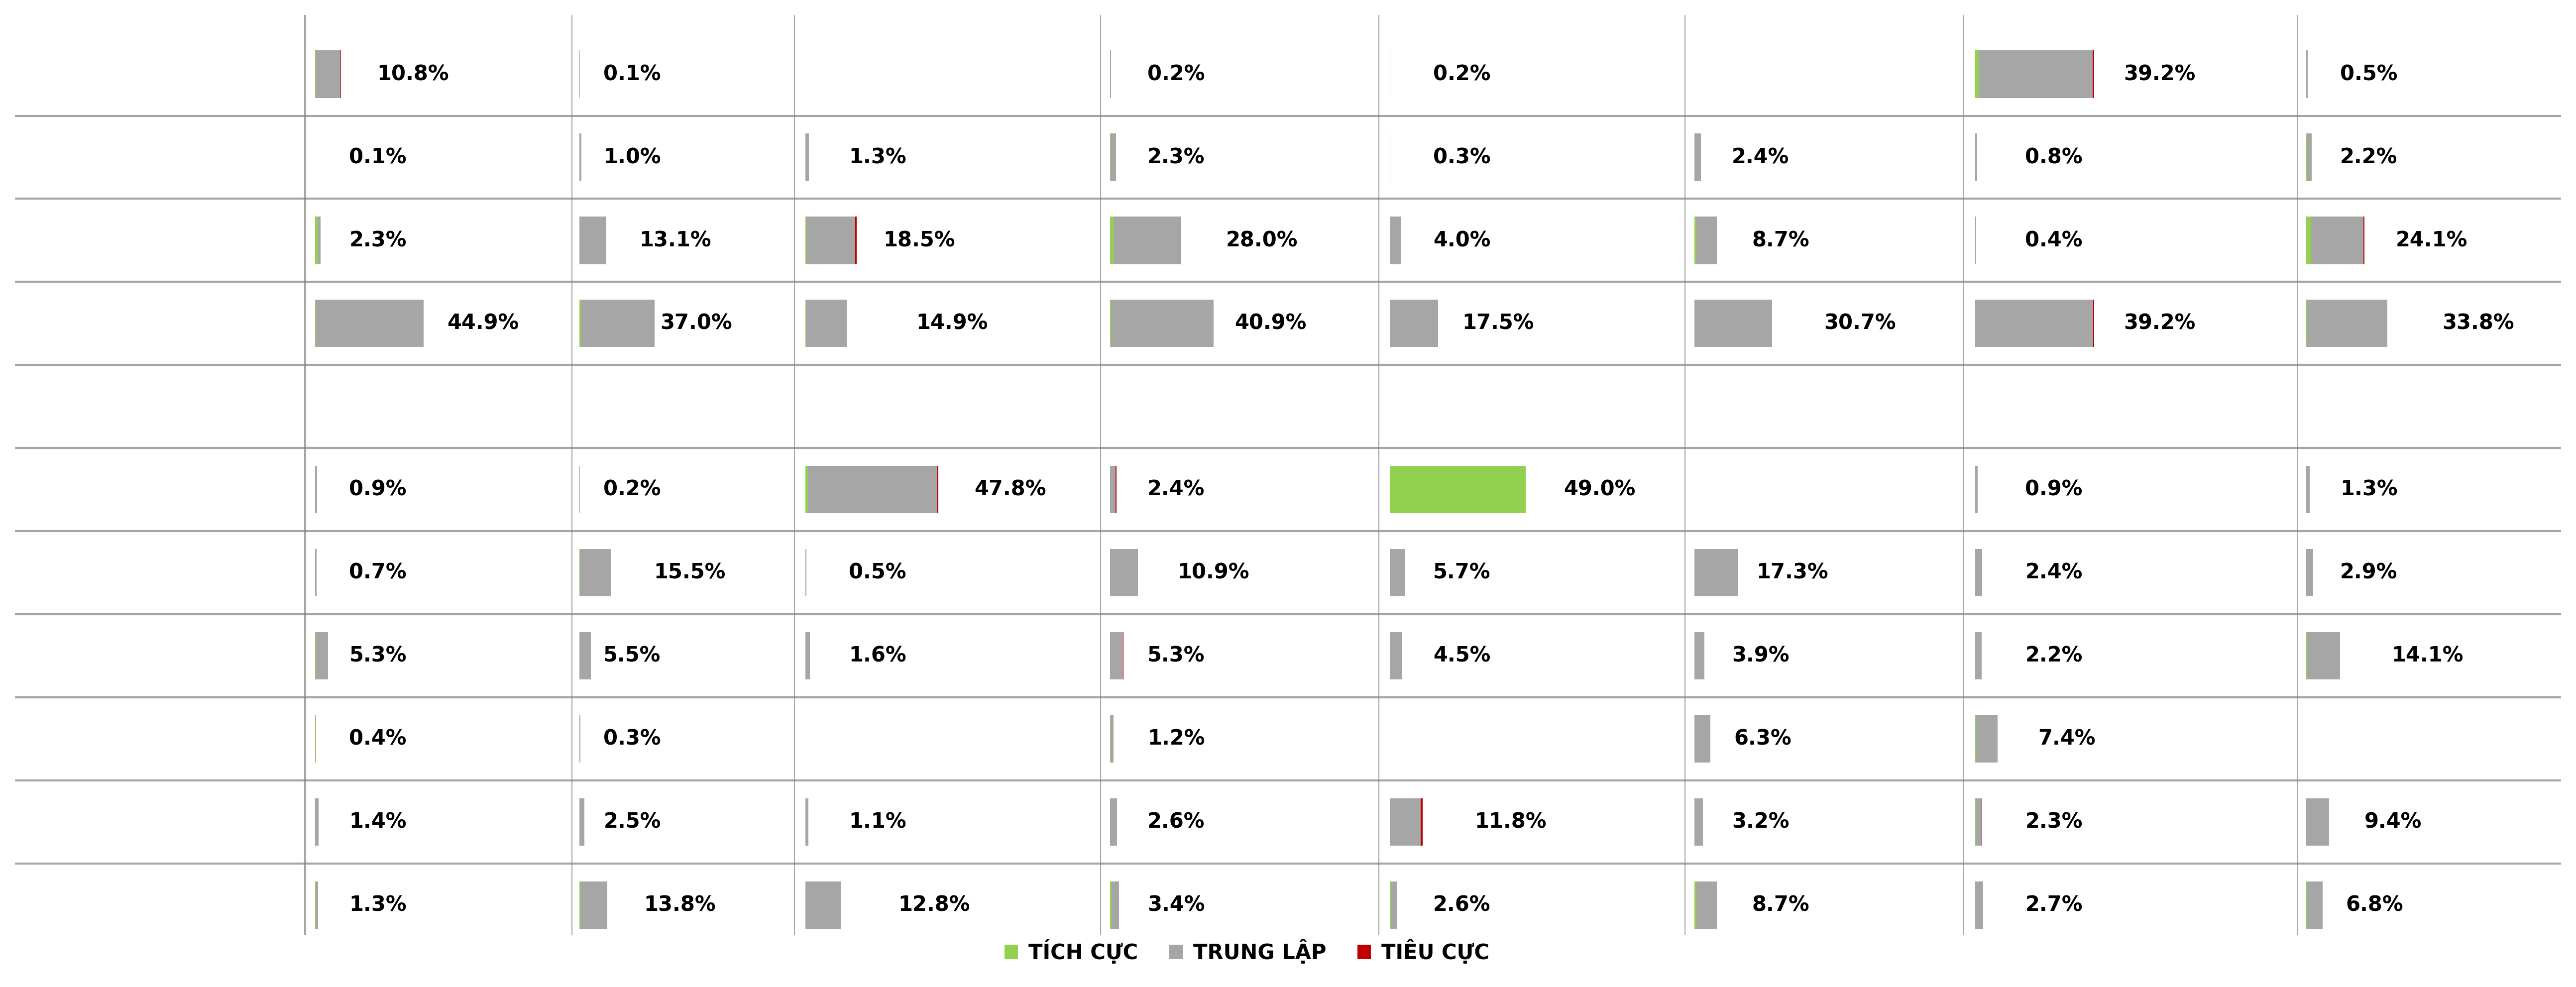 10.8% 0.1% 0.2% 0.2% 39.2% 0.5%
0.1% 1.0% 1.3% 2.3% 0.3% 2.4% 0.8% 2.2%
2.3% 13.1% 18.5% 28.0% 4.0% 8.7% 0.4% 24.1%
44.9% 37.0% 14.9% 40.9% 17.5% 30.7% 39.2% 33.8%
0.9% 0.2% 47.8% 2.4% 49.0% 0.9% 1.3%
0.7% 15.5% 0.5% 10.9% 5.7% 17.3% 2.4% 2.9%
5.3% 5.5% 1.6% 5.3% 4.5% 3.9% 2.2% 14.1%
0.4% 0.3% 1.2% 6.3% 7.4%
1.4% 2.5% 1.1% 2.6% 11.8% 3.2% 2.3% 9.4%
1.3% 13.8% 12.8% 3.4% 2.6% 8.7% 2.7% 6.8%
TÍCH CỰC TRUNG LẬP TIÊU CỰC